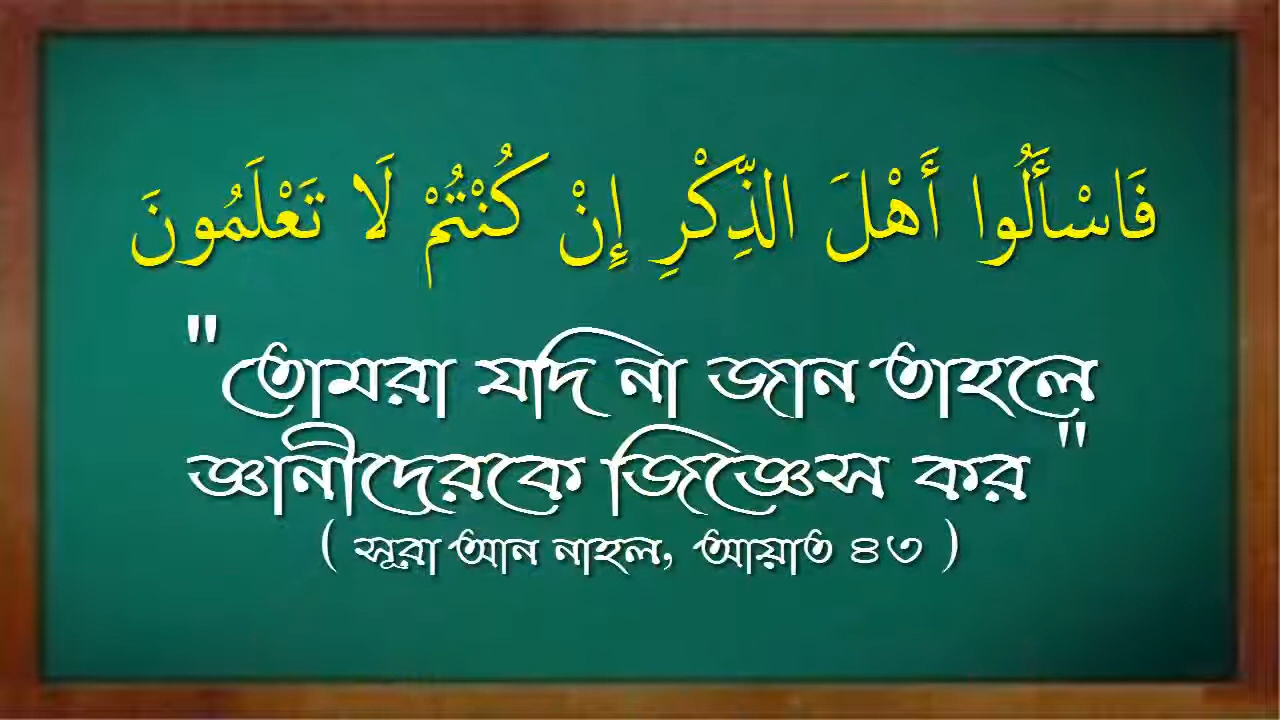 فَاسْأَلُوا أَهْلَ الذِّكْرِ إِنْ كُنْتُمْ لَا تَعْلَمُونَ
"তোমরা যদি না জান তাহলে
জ্ঞানীদেরকে জিজ্ঞেস কর"
( সূরা আন নাহল, আয়াত ৪৩ )